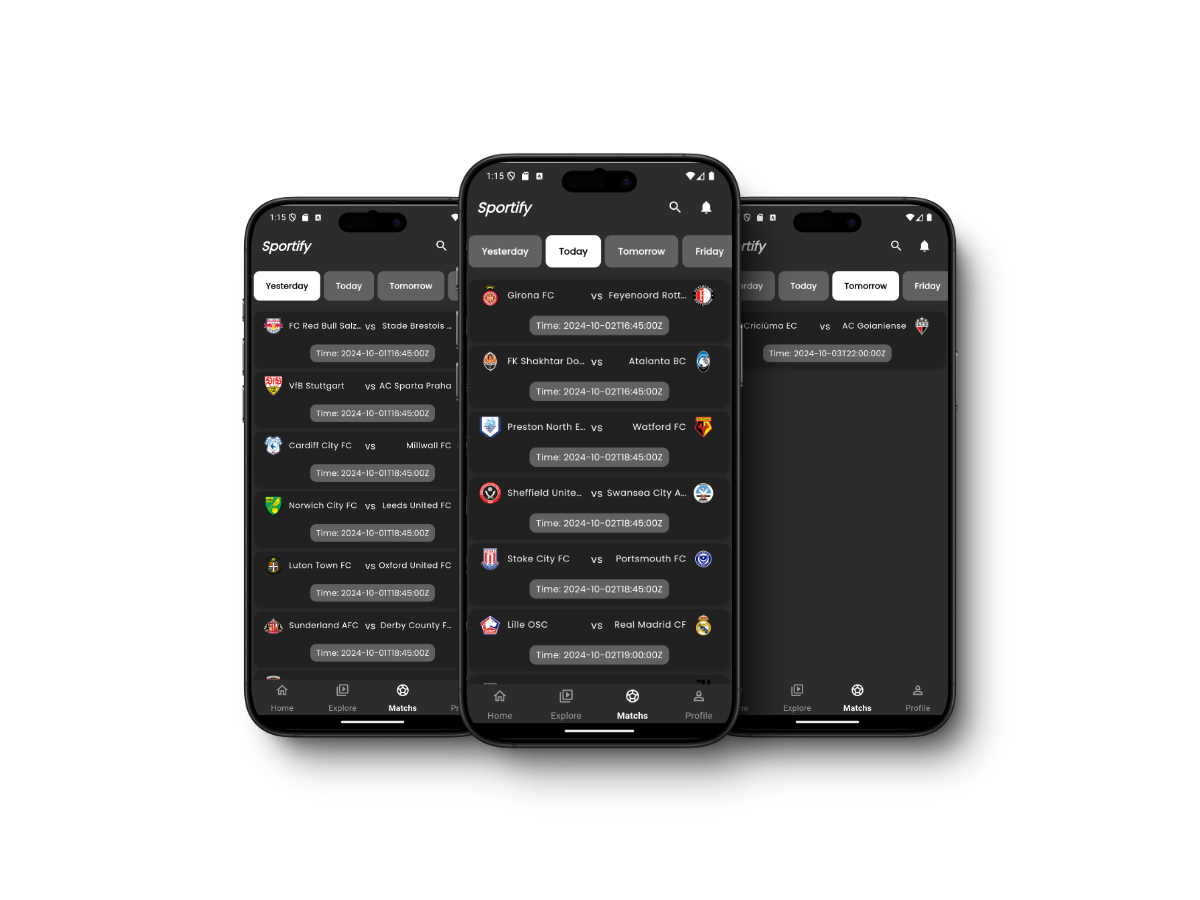 1:15
Sportify
Yesterday Today Tomorrow
FC Red Bull Salz… vs Stade Brestois …
Time: 2024-10-01T16:45:00Z
VfB Stuttgart vs AC Sparta Praha
Time: 2024-10-01T16:45:00Z
Cardiff City FC vs Millwall FC
Time: 2024-10-01T18:45:00Z
Norwich City FC vs Leeds United FC
Time: 2024-10-01T18:45:00Z
Luton Town FC vs Oxford United FC
Time: 2024-10-01T18:45:00Z
Sunderland AFC vs Derby County F…
Time: 2024-10-01T18:45:00Z
Home Explore Matchs Pr
1:15
Sportify
Yesterday Today Tomorrow Friday
Girona FC vs Feyenoord Rott…
Time: 2024-10-02T16:45:00Z
FK Shakhtar Do… vs Atalanta BC
Time: 2024-10-02T16:45:00Z
Preston North E… vs Watford FC
Time: 2024-10-02T18:45:00Z
Sheffield Unite… vs Swansea City A…
Time: 2024-10-02T18:45:00Z
Stoke City FC vs Portsmouth FC
Time: 2024-10-02T18:45:00Z
Lille OSC vs Real Madrid CF
Time: 2024-10-02T19:00:00Z
Home Explore Matchs Profile
rtify
rday Today Tomorrow Friday
Criciúma EC vs AC Goianiense
Time: 2024-10-03T22:00:00Z
me Explore Matchs Profile